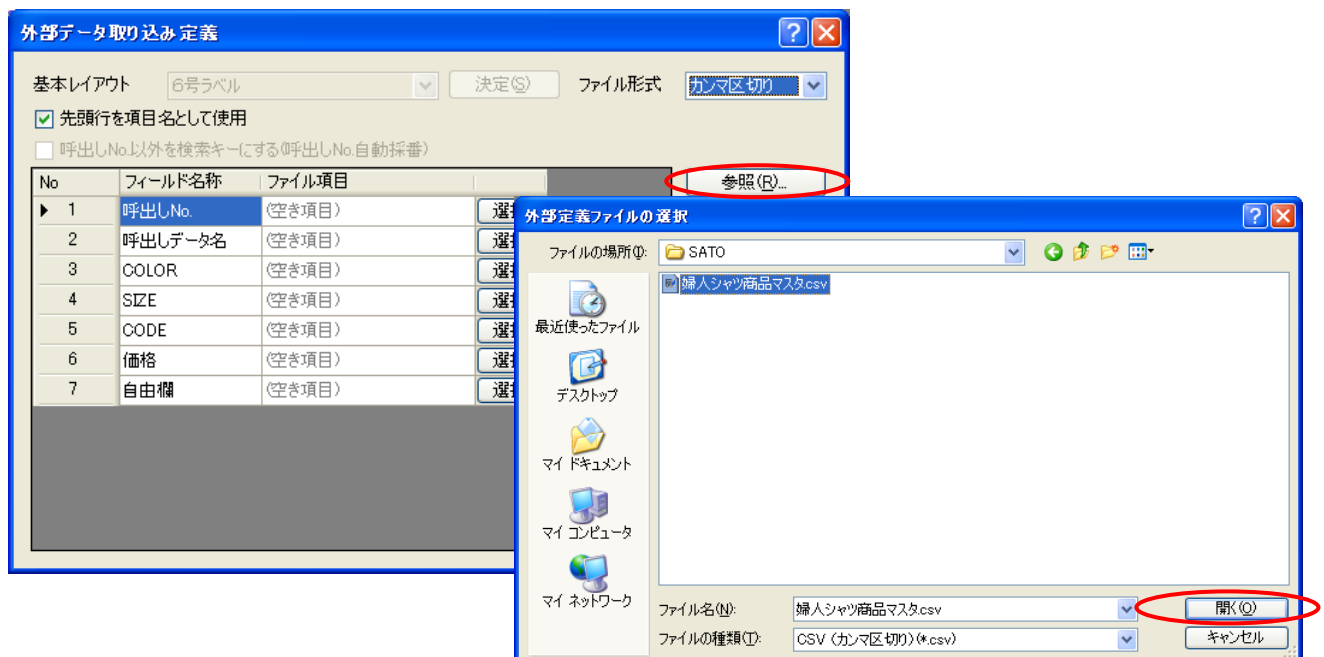 外部データ取り込み定義
基本レイアウト 6号ラベル 決定(S) ファイル形式 カンマ区切り
先頭行を項目名として使用
呼出しNo.以外を検索キーにする(呼出しNo.自動採番)
No フィールド名称 ファイル項目
参照(R)...
1 呼出しNo. (空き項目)
2 呼出しデータ名 (空き項目)
3 COLOR (空き項目)
4 SIZE (空き項目)
5 CODE (空き項目)
6 価格 (空き項目)
7 自由欄 (空き項目)
外部定義ファイルの選択
ファイルの場所(I): SATO
婦人シャツ商品マスタ.csv
最近使ったファイル
デスクトップ
マイ ドキュメント
マイ コンピュータ
マイ ネットワーク
ファイル名(N): 婦人シャツ商品マスタ.csv 開く(O)
ファイルの種類(T): CSV (カンマ区切り)(*.csv) キャンセル